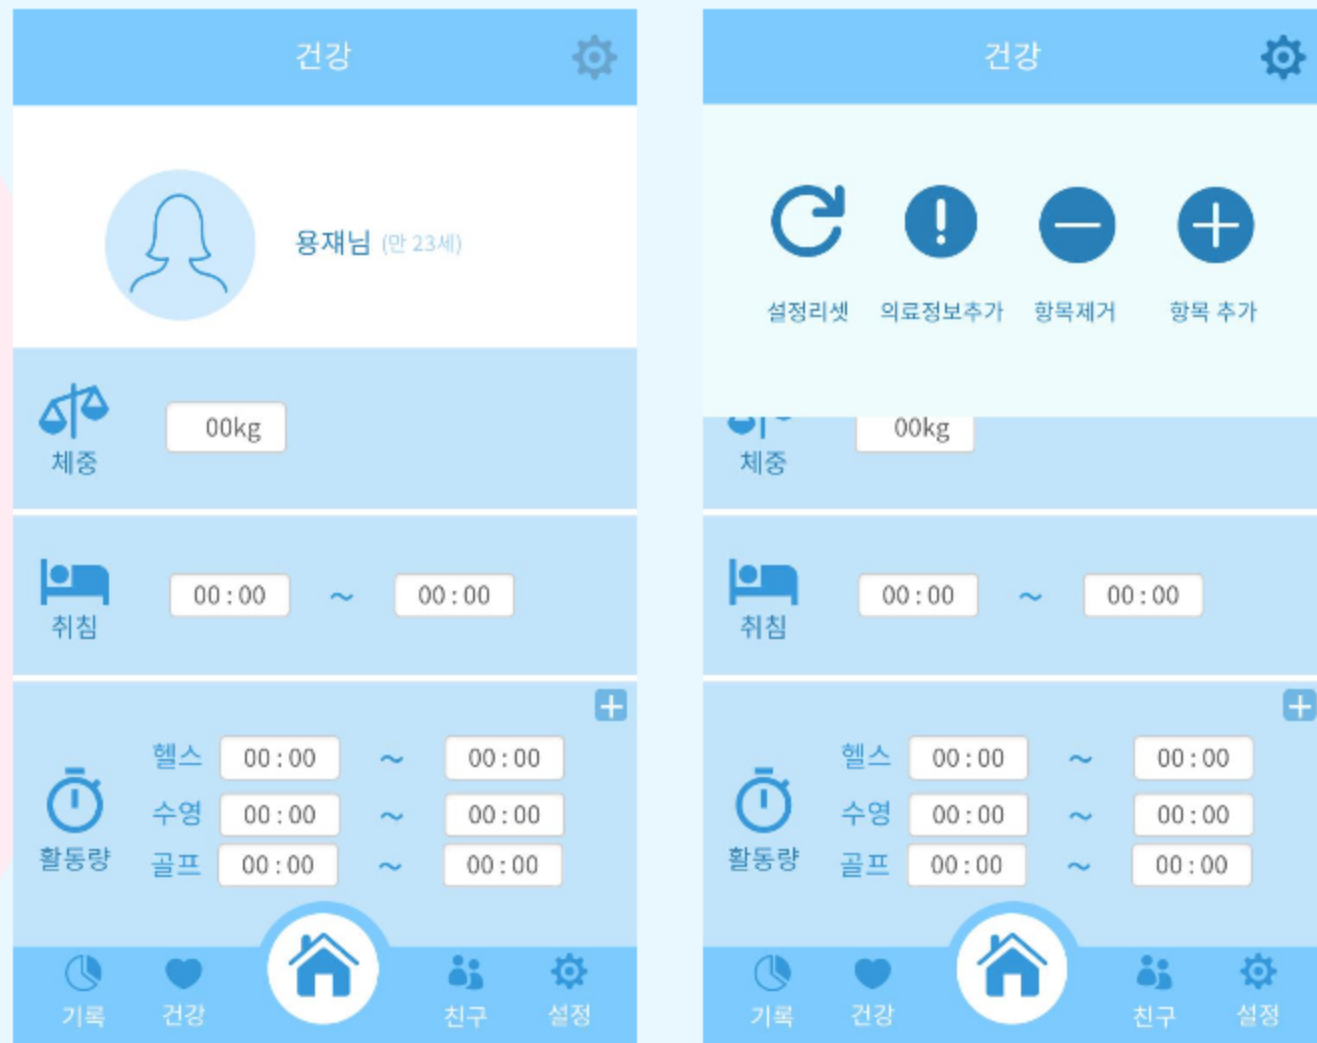 건강
용쟤님 (만 23세)
00kg
체중
00:00 ~ 00:00
취침
헬스 00:00 ~ 00:00
수영 00:00 ~ 00:00
활동량
골프 00:00 ~ 00:00
기록 건강 친구 설정
건강
설정리셋 의료정보추가 항목제거 항목 추가
00kg
체중
00:00 ~ 00:00
취침
헬스 00:00 ~ 00:00
수영 00:00 ~ 00:00
활동량
골프 00:00 ~ 00:00
기록 건강 친구 설정